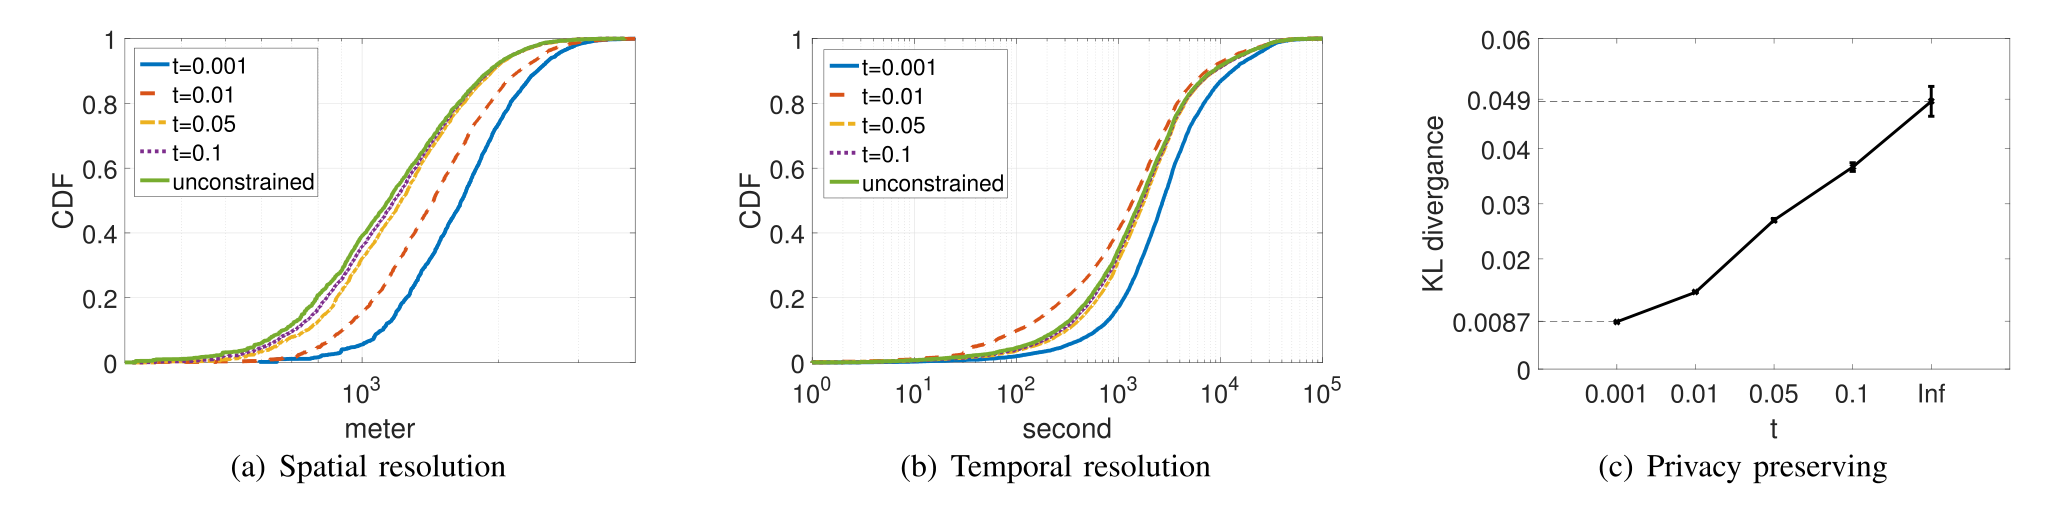 1
0.8
0.6
0.4
0.2
0
CDF
t=0.001
t=0.01
t=0.05
t=0.1
unconstrained
10^3
meter
(a) Spatial resolution
1
0.8
0.6
0.4
0.2
0
CDF
t=0.001
t=0.01
t=0.05
t=0.1
unconstrained
10^0 10^1 10^2 10^3 10^4 10^5
second
(b) Temporal resolution
0.06
0.049
0.04
0.03
0.02
0.0087
0
KL divergance
0.001 0.01 0.05 0.1 Inf
t
(c) Privacy preserving